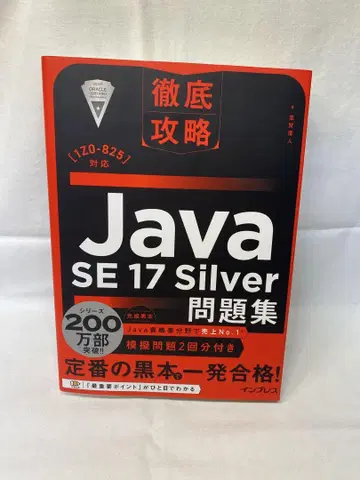 徹底
攻略
[1Z0-825]
対応
Java
SE 17 Silver
問題集
シリーズ
200
万部
突破!!
Java資格書分野で売上No.1
模擬問題2回分付き
定番の黒本で一発合格!
「最重要ポイント」がひと目でわかる
インプレス